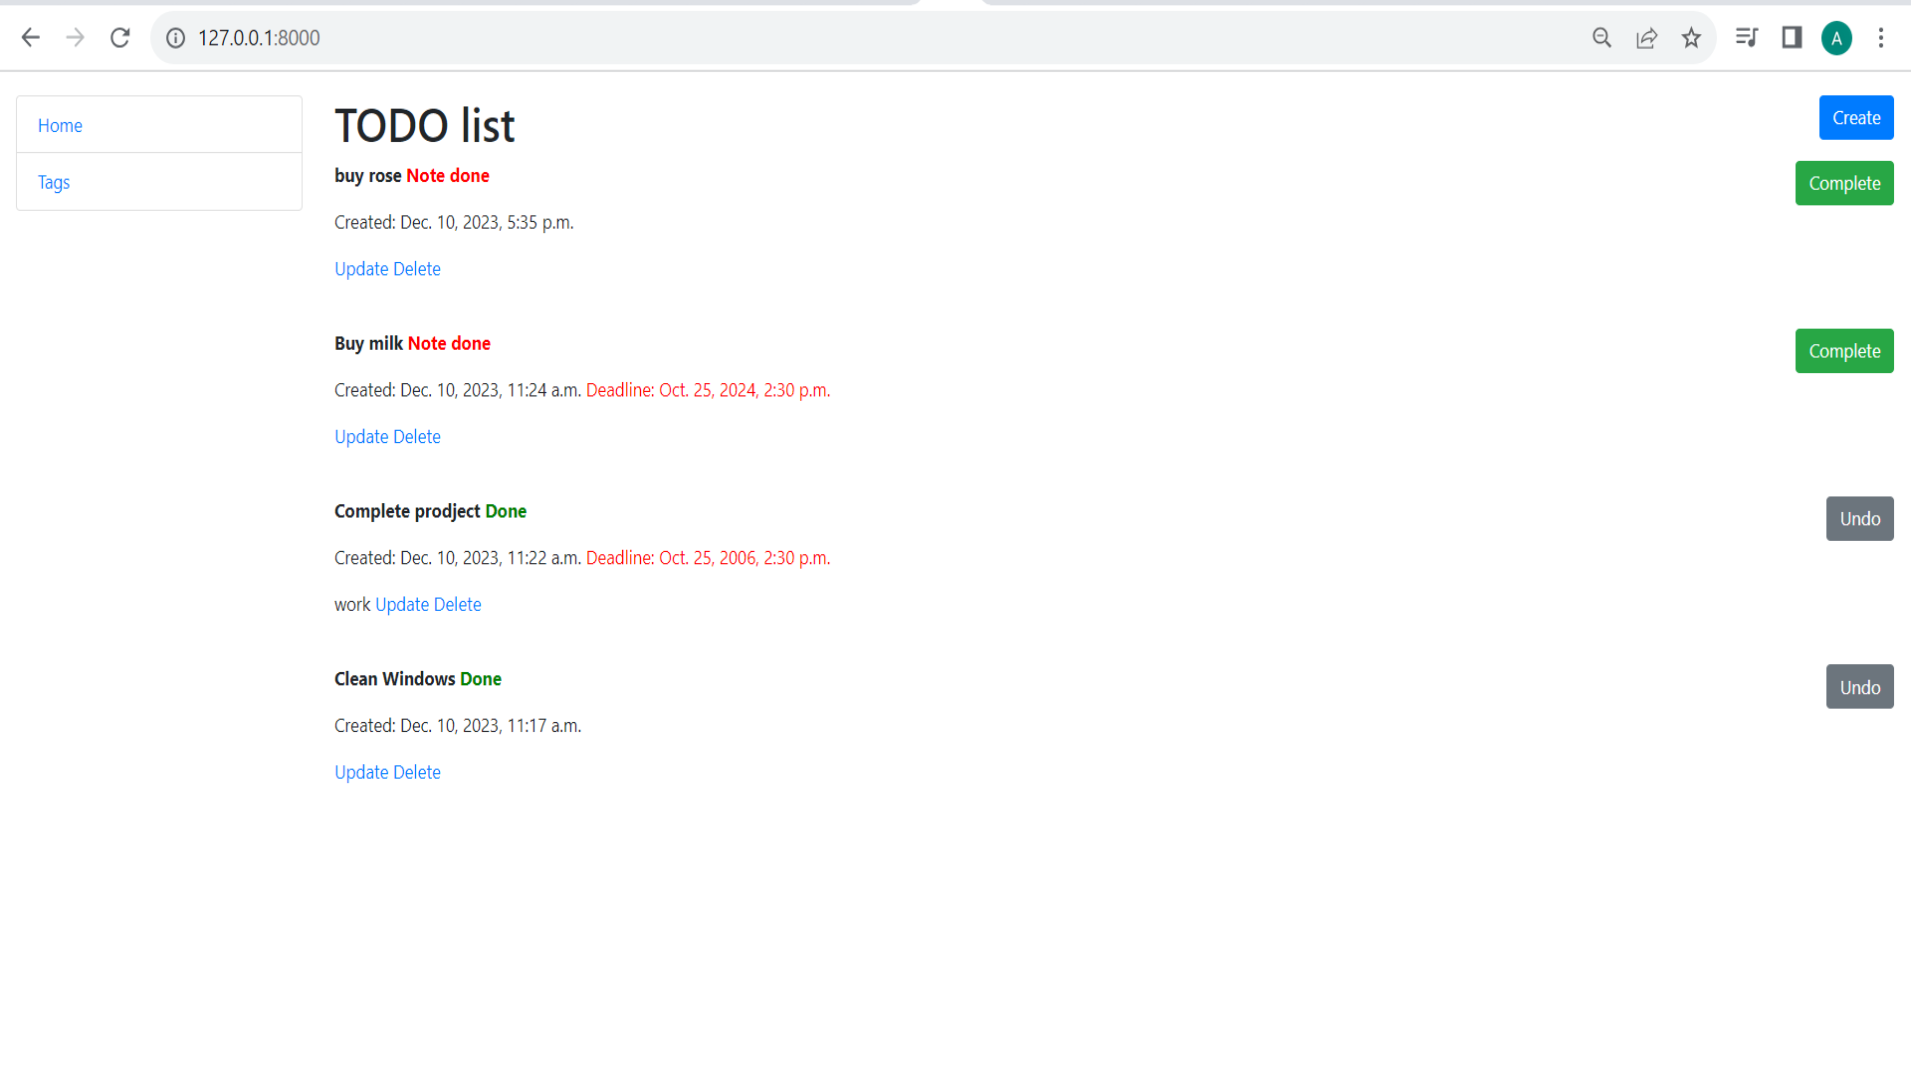 127.0.0.1:8000
A
Home
Tags
TODO list
Create
buy rose Note done
Complete
Created: Dec. 10, 2023, 5:35 p.m.
Update Delete
Buy milk Note done
Complete
Created: Dec. 10, 2023, 11:24 a.m. Deadline: Oct. 25, 2024, 2:30 p.m.
Update Delete
Complete prodject Done
Undo
Created: Dec. 10, 2023, 11:22 a.m. Deadline: Oct. 25, 2006, 2:30 p.m.
work Update Delete
Clean Windows Done
Undo
Created: Dec. 10, 2023, 11:17 a.m.
Update Delete